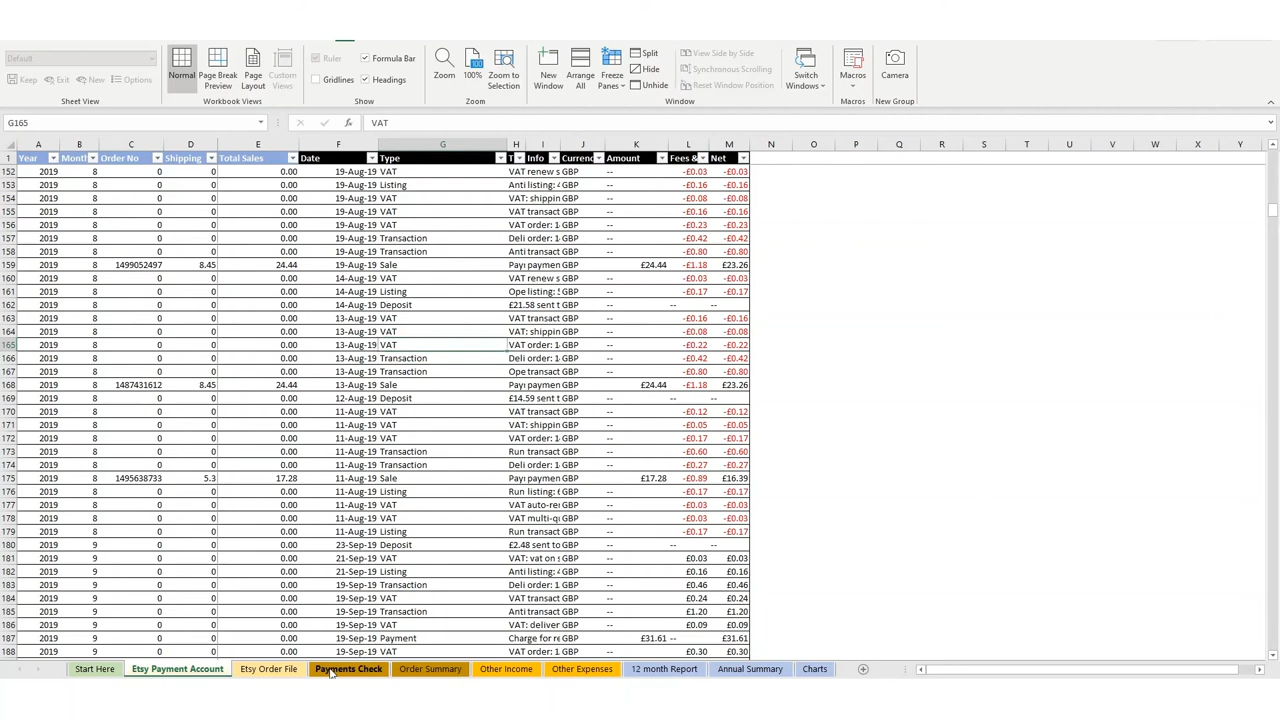 Default
Keep Exit New Options
Sheet View
Normal
Page Break Preview
Page Layout
Custom Views
Workbook Views
Ruler
Formula Bar
Gridlines
Headings
Show
Zoom
100%
Zoom to Selection
Zoom
New Window
Arrange All
Freeze Panes
Split
Hide
Unhide
View Side by Side
Synchronous Scrolling
Reset Window Position
Window
Switch Windows
Macros
Macros
Camera
New Group
G165 fx VAT
A B C D E F G H I J K L M N O P Q R S T U V W X Y
1 Year Month Order No Shipping Total Sales Date Type T Info Currenc Amount Fees & Net
152 2019 8 0 0 0.00 19-Aug-19 VAT VAT renew s GBP -- -£0.03 -£0.03
153 2019 8 0 0 0.00 19-Aug-19 Listing Anti listing: 4 GBP -- -£0.16 -£0.16
154 2019 8 0 0 0.00 19-Aug-19 VAT VAT: shippin GBP -- -£0.08 -£0.08
155 2019 8 0 0 0.00 19-Aug-19 VAT VAT transact GBP -- -£0.16 -£0.16
156 2019 8 0 0 0.00 19-Aug-19 VAT VAT order: 1 GBP -- -£0.23 -£0.23
157 2019 8 0 0 0.00 19-Aug-19 Transaction Deli order: 1 GBP -- -£0.42 -£0.42
158 2019 8 0 0 0.00 19-Aug-19 Transaction Anti transact GBP -- -£0.80 -£0.80
159 2019 8 1499052497 8.45 24.44 19-Aug-19 Sale Payı paymen GBP £24.44 -£1.18 £23.26
160 2019 8 0 0 0.00 14-Aug-19 VAT VAT renew s GBP -- -£0.03 -£0.03
161 2019 8 0 0 0.00 14-Aug-19 Listing Ope listing: 5 GBP -- -£0.17 -£0.17
162 2019 8 0 0 0.00 14-Aug-19 Deposit £21.58 sent t GBP -- -- --
163 2019 8 0 0 0.00 13-Aug-19 VAT VAT transact GBP -- -£0.16 -£0.16
164 2019 8 0 0 0.00 13-Aug-19 VAT VAT: shippin GBP -- -£0.08 -£0.08
165 2019 8 0 0 0.00 13-Aug-19 VAT VAT order: 1 GBP -- -£0.22 -£0.22
166 2019 8 0 0 0.00 13-Aug-19 Transaction Deli order: 1 GBP -- -£0.42 -£0.42
167 2019 8 0 0 0.00 13-Aug-19 Transaction Ope transact GBP -- -£0.80 -£0.80
168 2019 8 1487431612 8.45 24.44 13-Aug-19 Sale Payı paymen GBP £24.44 -£1.18 £23.26
169 2019 8 0 0 0.00 12-Aug-19 Deposit £14.59 sent t GBP -- -- --
170 2019 8 0 0 0.00 11-Aug-19 VAT VAT transact GBP -- -£0.12 -£0.12
171 2019 8 0 0 0.00 11-Aug-19 VAT VAT: shippin GBP -- -£0.05 -£0.05
172 2019 8 0 0 0.00 11-Aug-19 VAT VAT order: 1 GBP -- -£0.17 -£0.17
173 2019 8 0 0 0.00 11-Aug-19 Transaction Run transact GBP -- -£0.60 -£0.60
174 2019 8 0 0 0.00 11-Aug-19 Transaction Deli order: 1 GBP -- -£0.27 -£0.27
175 2019 8 1495638733 5.3 17.28 11-Aug-19 Sale Payı paymen GBP £17.28 -£0.89 £16.39
176 2019 8 0 0 0.00 11-Aug-19 Listing Run listing: 6 GBP -- -£0.17 -£0.17
177 2019 8 0 0 0.00 11-Aug-19 VAT VAT auto-re GBP -- -£0.03 -£0.03
178 2019 8 0 0 0.00 11-Aug-19 VAT VAT multi-q GBP -- -£0.03 -£0.03
179 2019 8 0 0 0.00 11-Aug-19 Listing Run transact GBP -- -£0.17 -£0.17
180 2019 9 0 0 0.00 23-Sep-19 Deposit £2.48 sent to GBP -- -- --
181 2019 9 0 0 0.00 21-Sep-19 VAT VAT: vat on s GBP -- £0.03 £0.03
182 2019 9 0 0 0.00 21-Sep-19 Listing Anti listing: 4 GBP -- £0.16 £0.16
183 2019 9 0 0 0.00 19-Sep-19 Transaction Deli order: 1 GBP -- £0.46 £0.46
184 2019 9 0 0 0.00 19-Sep-19 VAT VAT order: 1 GBP -- £0.24 £0.24
185 2019 9 0 0 0.00 19-Sep-19 Transaction Anti transact GBP -- £1.20 £1.20
186 2019 9 0 0 0.00 19-Sep-19 VAT VAT: deliver GBP -- £0.09 £0.09
187 2019 9 0 0 0.00 19-Sep-19 Payment Charge for re GBP £31.61 -- £31.61
188 2019 9 0 0 0.00 19-Sep-19 VAT VAT transact GBP -- £0.30 £0.30
Start Here Etsy Payment Account Etsy Order File Payments Check Order Summary Other Income Other Expenses 12 month Report Annual Summary Charts